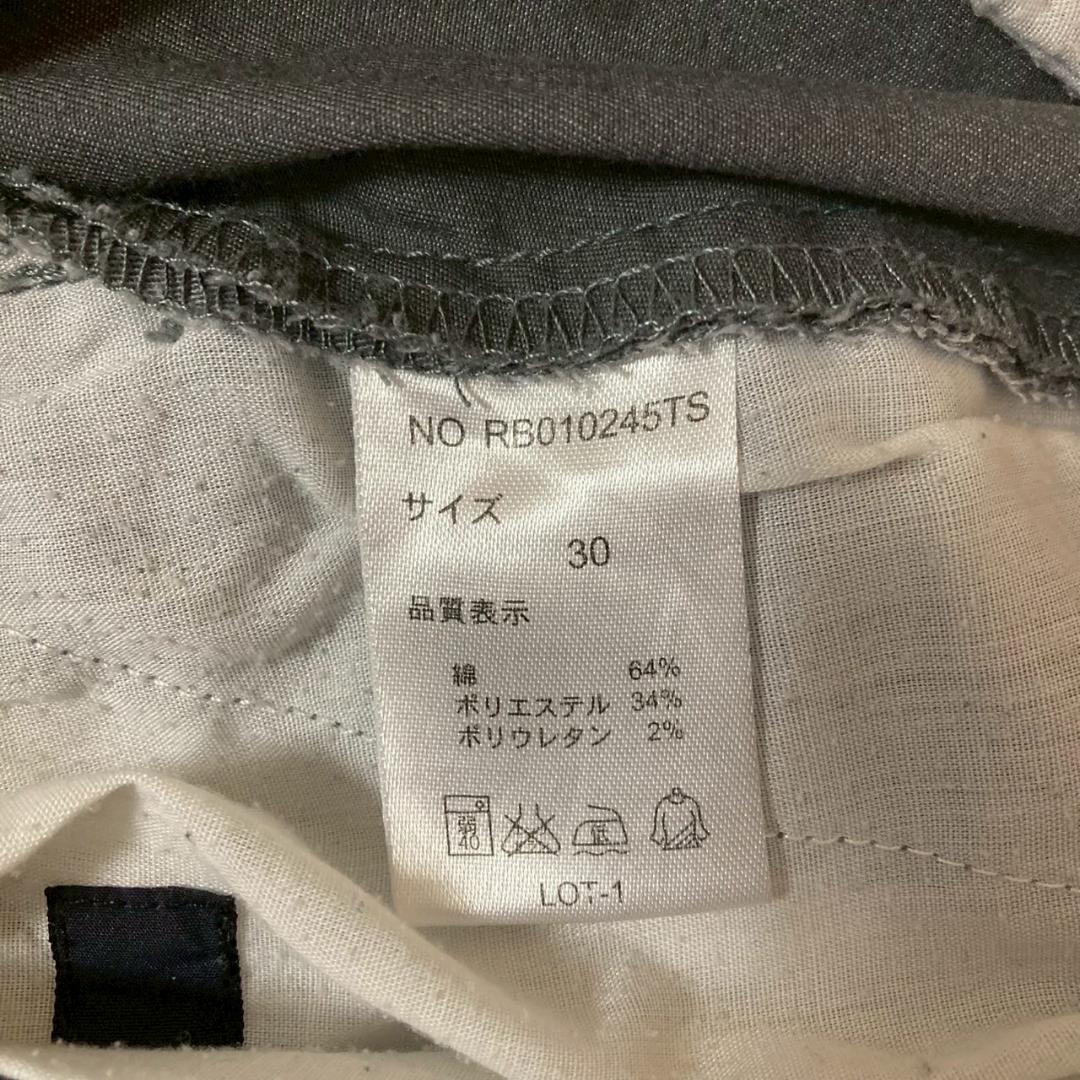 NO RB010245TS
サイズ
30
品質表示
綿 64%
ポリエステル 34%
ポリウレタン 2%
弱 40 低
LOT-1